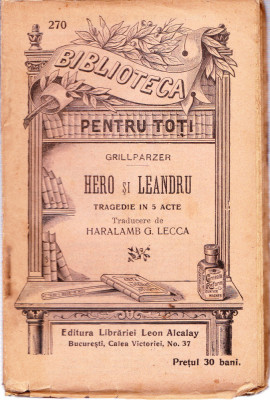 270
BIBLIOTECA
PENTRU TOȚI
GRILLPARZER
HERO ȘI LEANDRU
TRAGEDIE IN 5 ACTE
Traducere de
HARALAMB G. LECCA
Editura Librăriei Leon Alcalay
București, Calea Victoriei, No. 37
Prețul 30 bani.